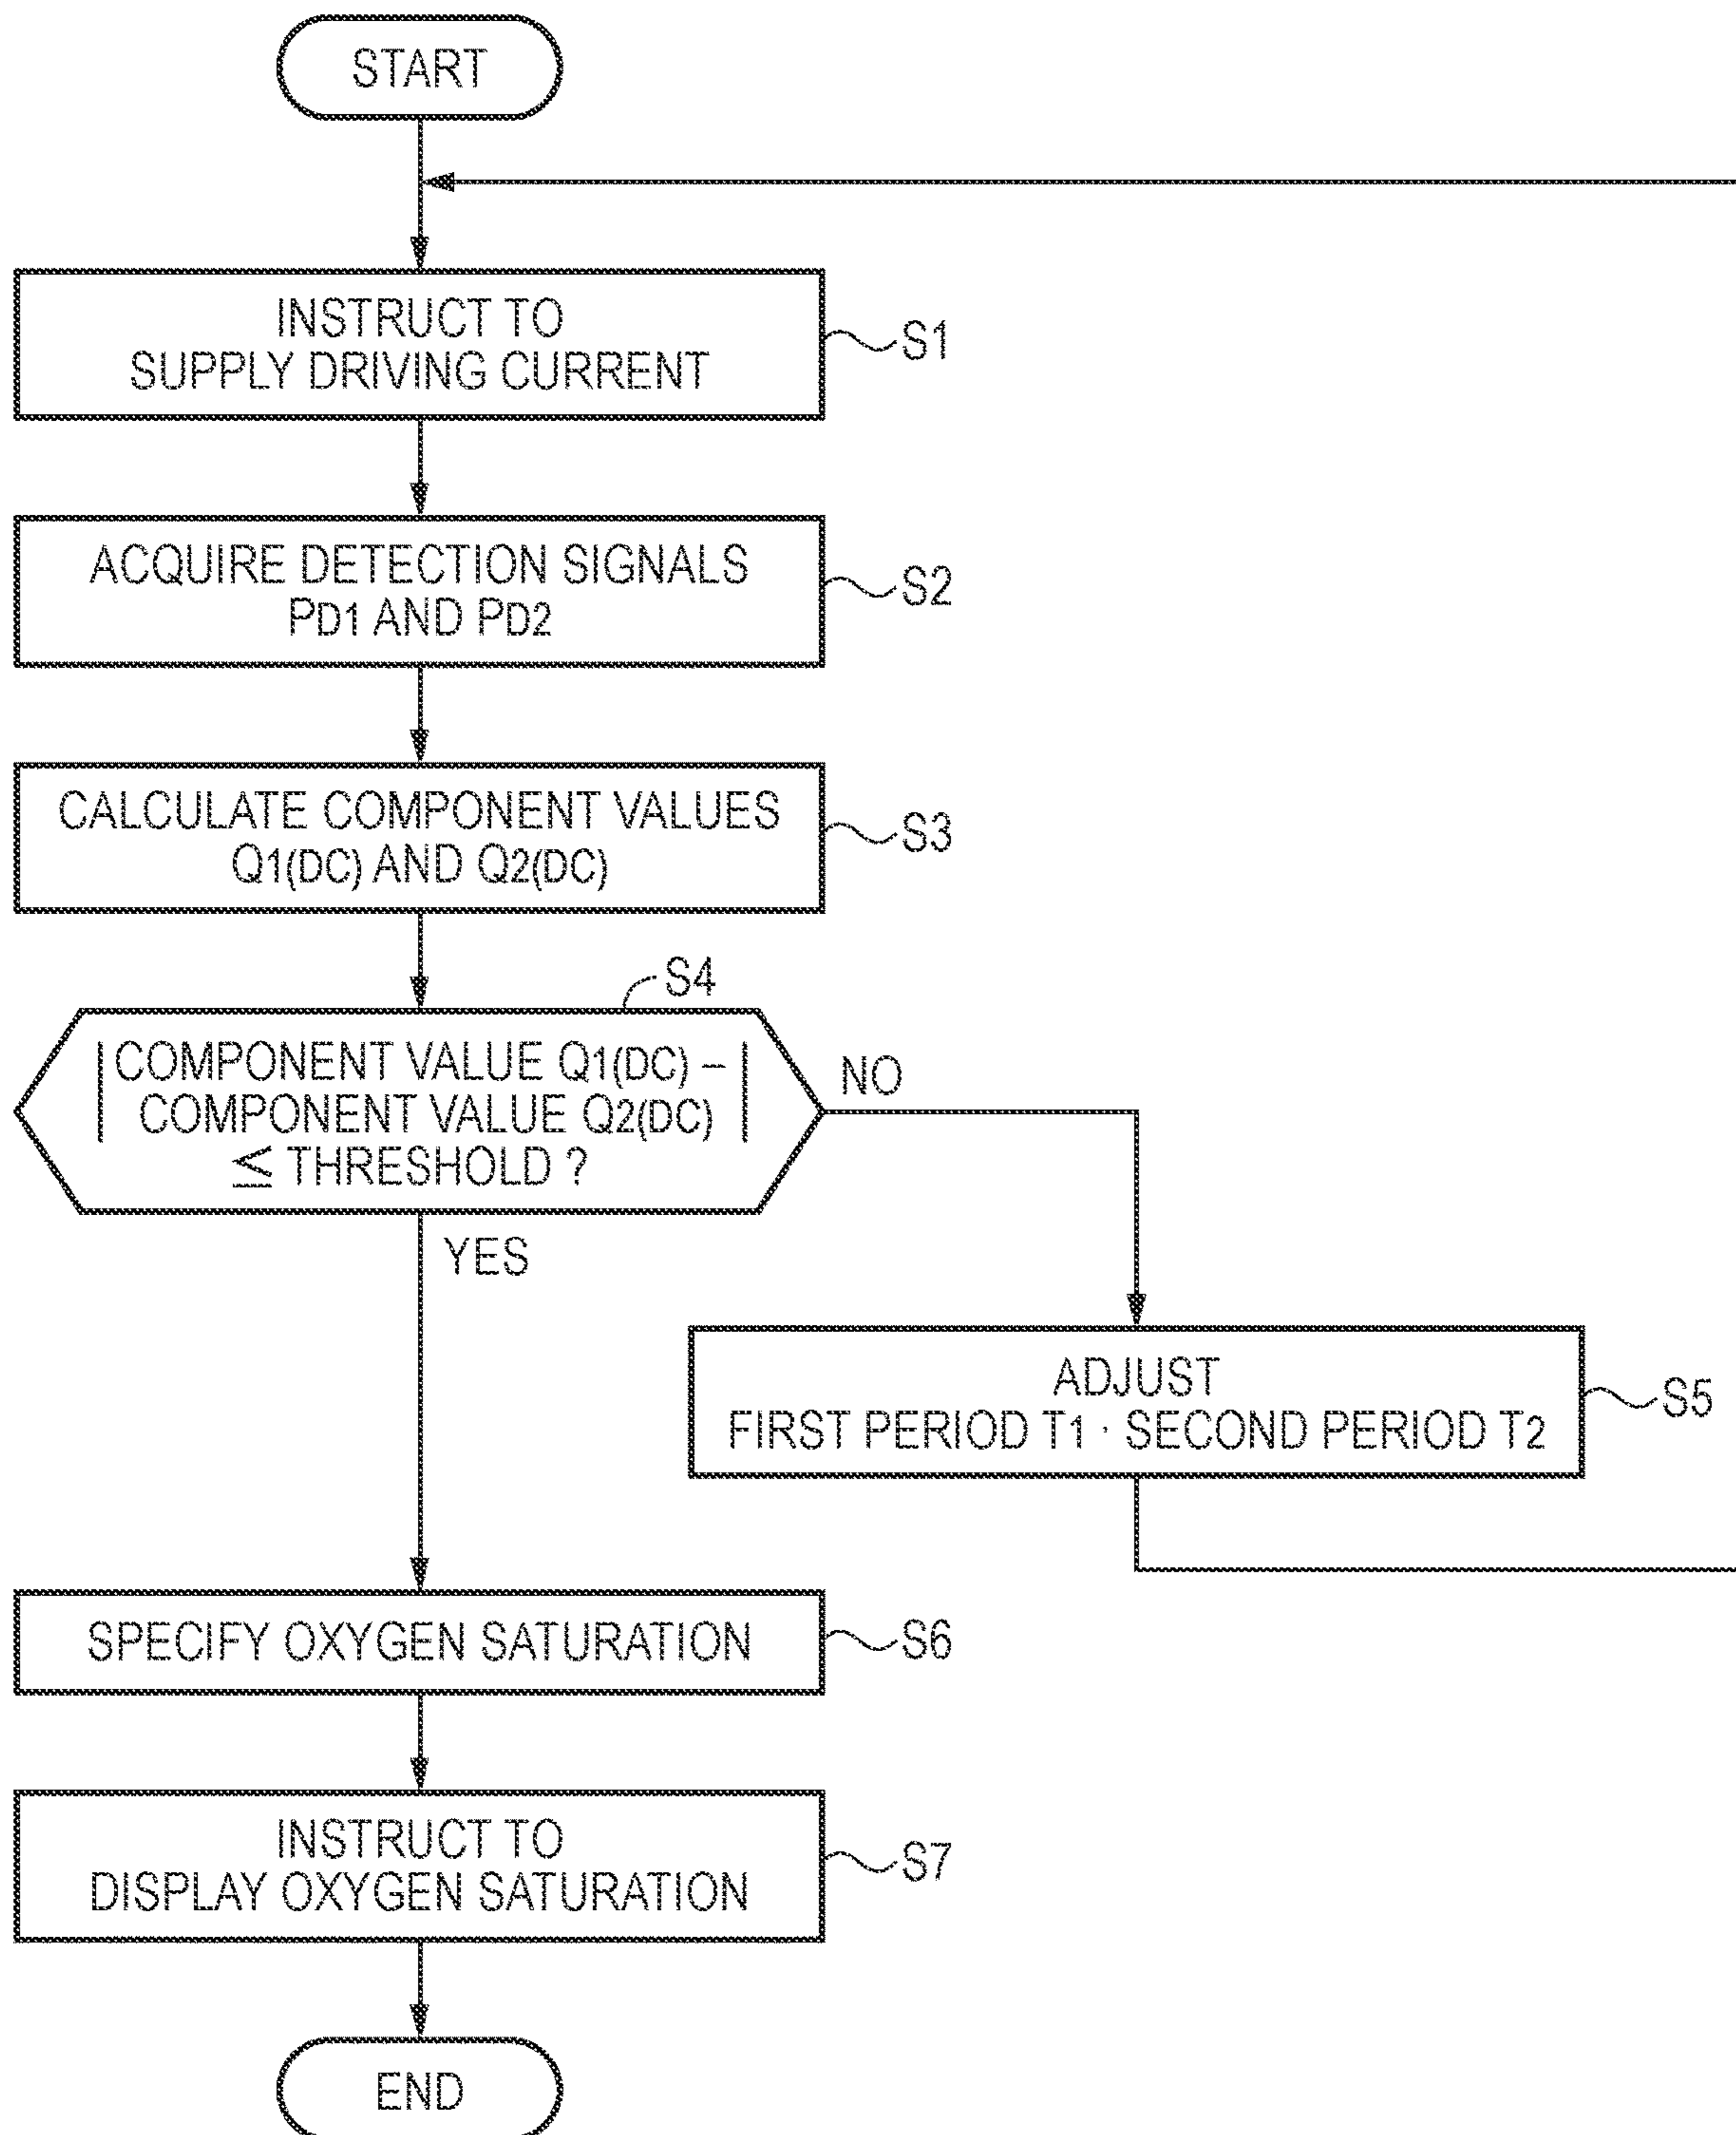 START
INSTRUCT TO
SUPPLY DRIVING CURRENT
S1
ACQUIRE DETECTION SIGNALS
PD1 AND PD2
S2
CALCULATE COMPONENT VALUES
Q1(DC) AND Q2(DC)
S3
S4
| COMPONENT VALUE Q1(DC) – |
| COMPONENT VALUE Q2(DC) |
≦ THRESHOLD ?
NO
YES
ADJUST
FIRST PERIOD T1 · SECOND PERIOD T2
S5
SPECIFY OXYGEN SATURATION
S6
INSTRUCT TO
DISPLAY OXYGEN SATURATION
S7
END